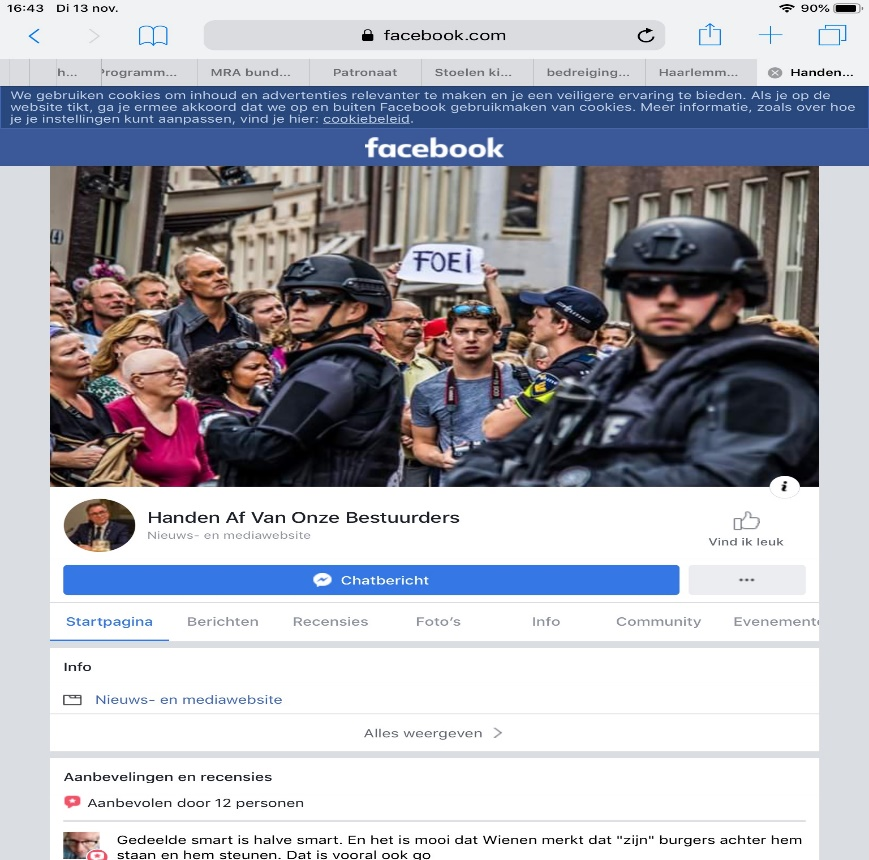 16:43 Di 13 nov. 90%
facebook.com
h... Programm... MRA bund... Patronaat Stoelen ki... bedreiging... Haarlemm... Handen...
We gebruiken cookies om inhoud en advertenties relevanter te maken en je een veiligere ervaring te bieden. Als je op de
website tikt, ga je ermee akkoord dat we op en buiten Facebook gebruikmaken van cookies. Meer informatie, zoals over hoe
je je instellingen kunt aanpassen, vind je hier: cookiebeleid.
facebook
FOEi
Handen Af Van Onze Bestuurders
Nieuws- en mediawebsite
Vind ik leuk
Chatbericht
Startpagina Berichten Recensies Foto's Info Community Evenemente
Info
Nieuws- en mediawebsite
Alles weergeven
Aanbevelingen en recensies
Aanbevolen door 12 personen
Gedeelde smart is halve smart. En het is mooi dat Wienen merkt dat "zijn" burgers achter hem
staan en hem steunen. Dat is vooral ook go